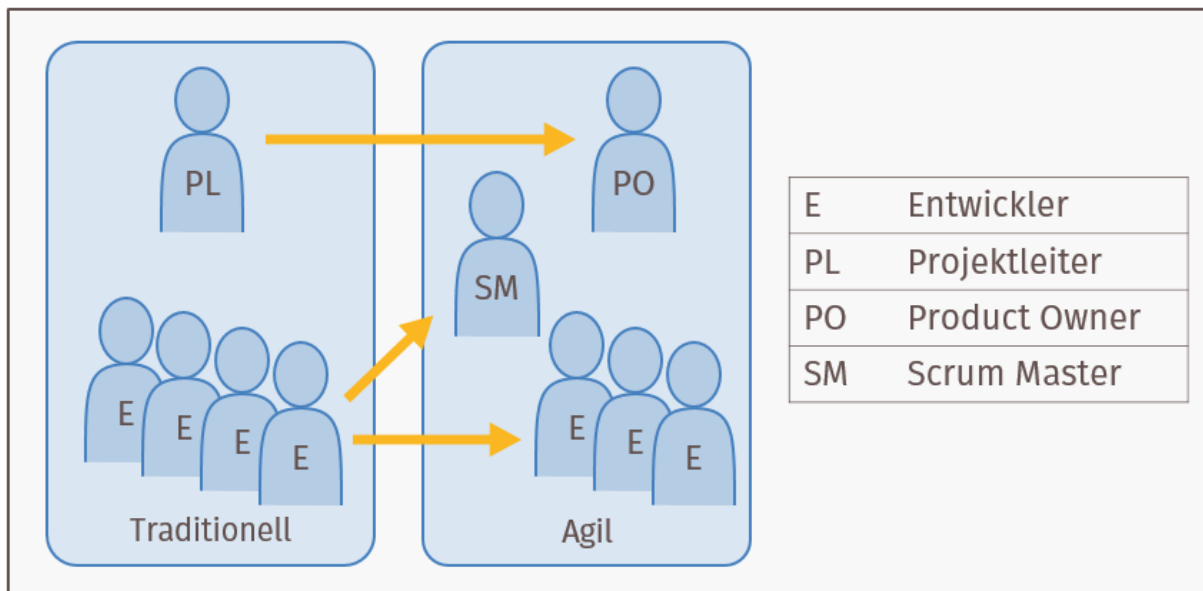 PL
PO
SM
E
E
E
E
E
E
E
Traditionell
Agil
E Entwickler
PL Projektleiter
PO Product Owner
SM Scrum Master